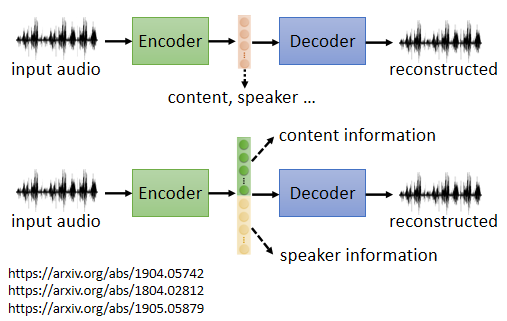 Encoder
Decoder
input audio
reconstructed
content, speaker ...
content information
Encoder
Decoder
input audio
reconstructed
speaker information
https://arxiv.org/abs/1904.05742
https://arxiv.org/abs/1804.02812
https://arxiv.org/abs/1905.05879